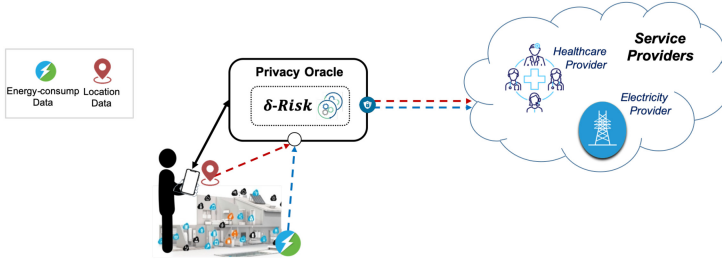 Energy-consump
Data
Location
Data
Privacy Oracle
δ-Risk
Service
Providers
Healthcare
Provider
Electricity
Provider